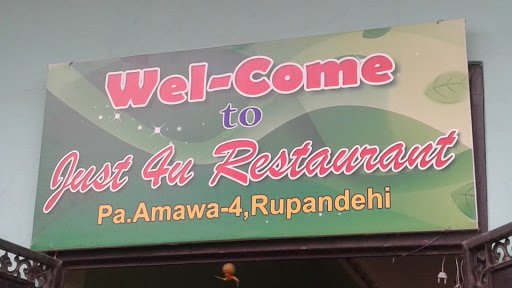 Wel-Come
to
Just 4u Restaurant
Pa.Amawa-4,Rupandehi